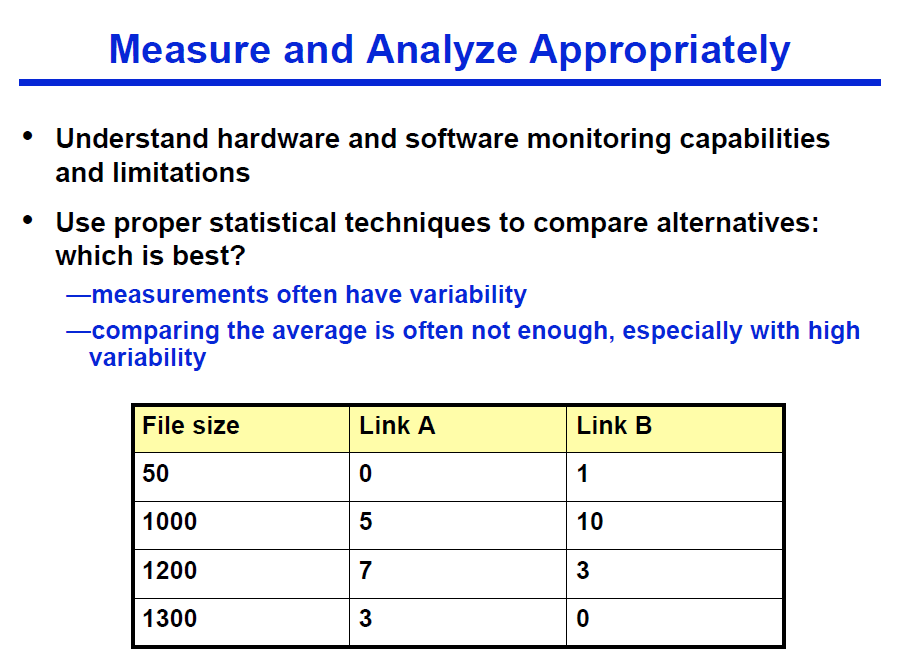 Measure and Analyze Appropriately
• Understand hardware and software monitoring capabilities
and limitations
• Use proper statistical techniques to compare alternatives:
which is best?
—measurements often have variability
—comparing the average is often not enough, especially with high
variability
File size Link A Link B
50 0 1
1000 5 10
1200 7 3
1300 3 0